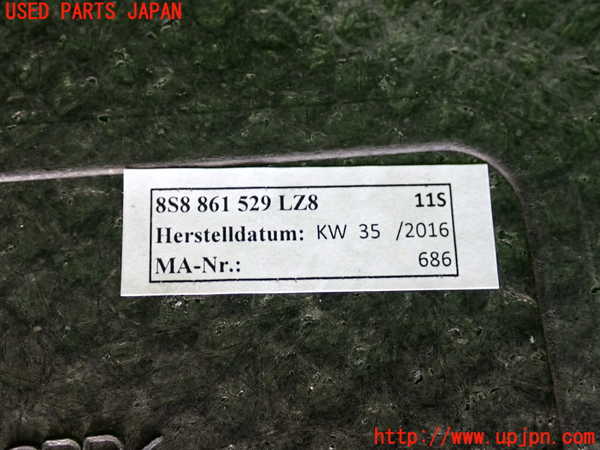 USED PARTS JAPAN
8S8 861 529 LZ8 11S
Herstelldatum: KW 35 /2016
MA-Nr.: 686
http://www.upjpn.com